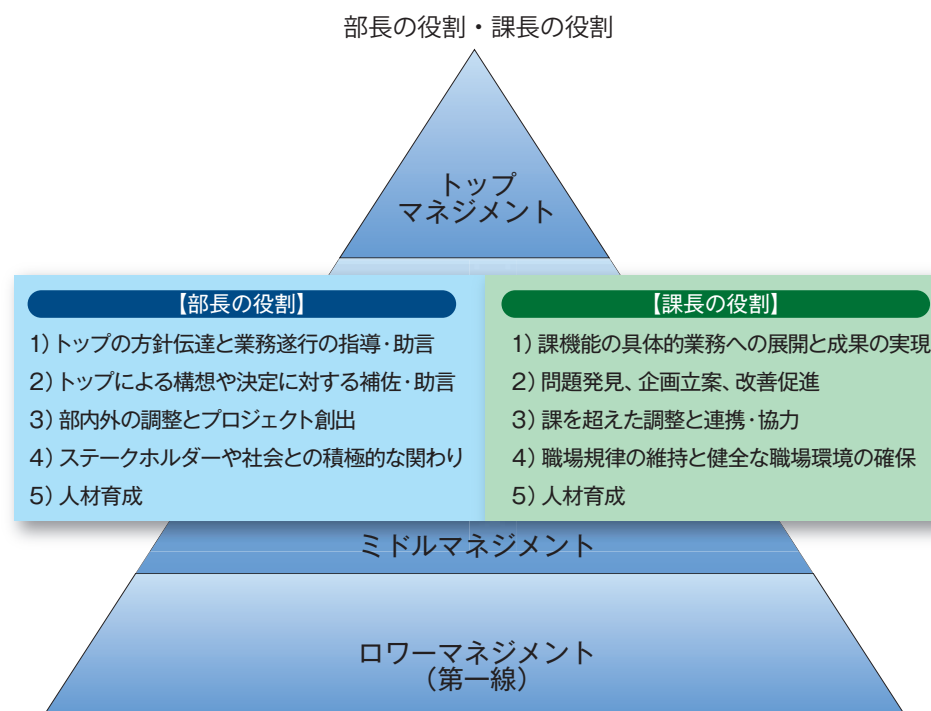 部長の役割・課長の役割
トップ
マネジメント
【部長の役割】
1）トップの方針伝達と業務遂行の指導・助言
2）トップによる構想や決定に対する補佐・助言
3）部内外の調整とプロジェクト創出
4）ステークホルダーや社会との積極的な関わり
5）人材育成
【課長の役割】
1）課機能の具体的業務への展開と成果の実現
2）問題発見、企画立案、改善促進
3）課を超えた調整と連携・協力
4）職場規律の維持と健全な職場環境の確保
5）人材育成
ミドルマネジメント
ロワーマネジメント
（第一線）